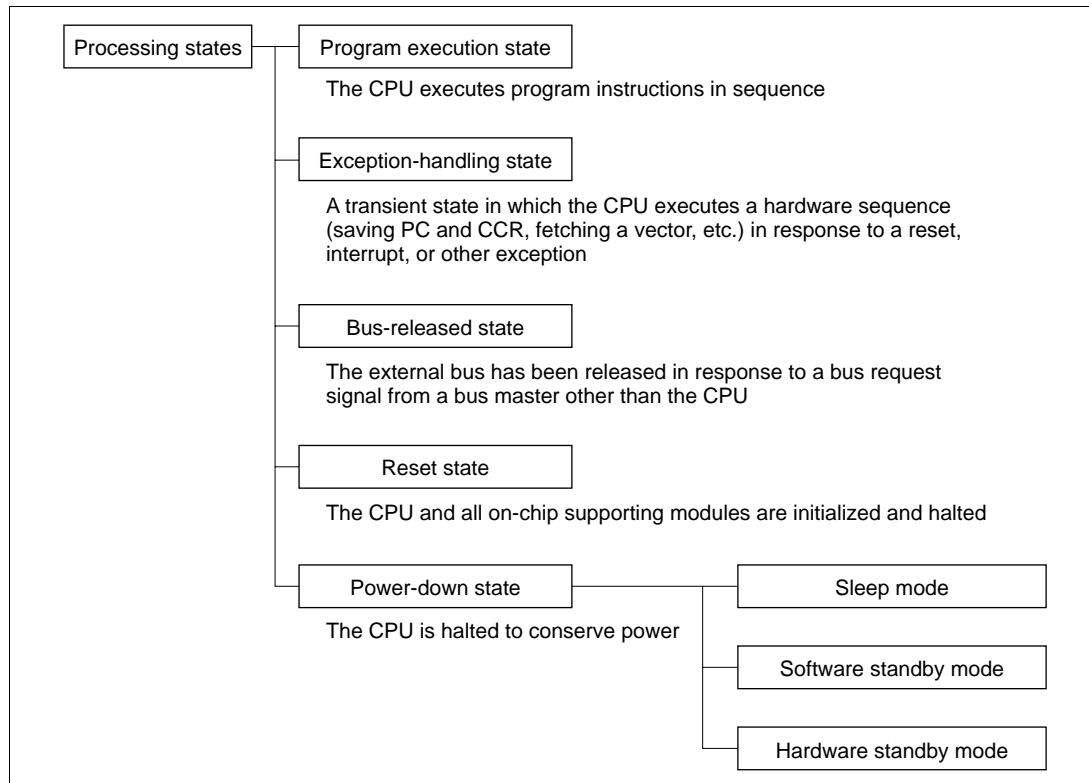 Processing states
Program execution state
The CPU executes program instructions in sequence
Exception-handling state
A transient state in which the CPU executes a hardware sequence
(saving PC and CCR, fetching a vector, etc.) in response to a reset,
interrupt, or other exception
Bus-released state
The external bus has been released in response to a bus request
signal from a bus master other than the CPU
Reset state
The CPU and all on-chip supporting modules are initialized and halted
Power-down state
Sleep mode
The CPU is halted to conserve power
Software standby mode
Hardware standby mode